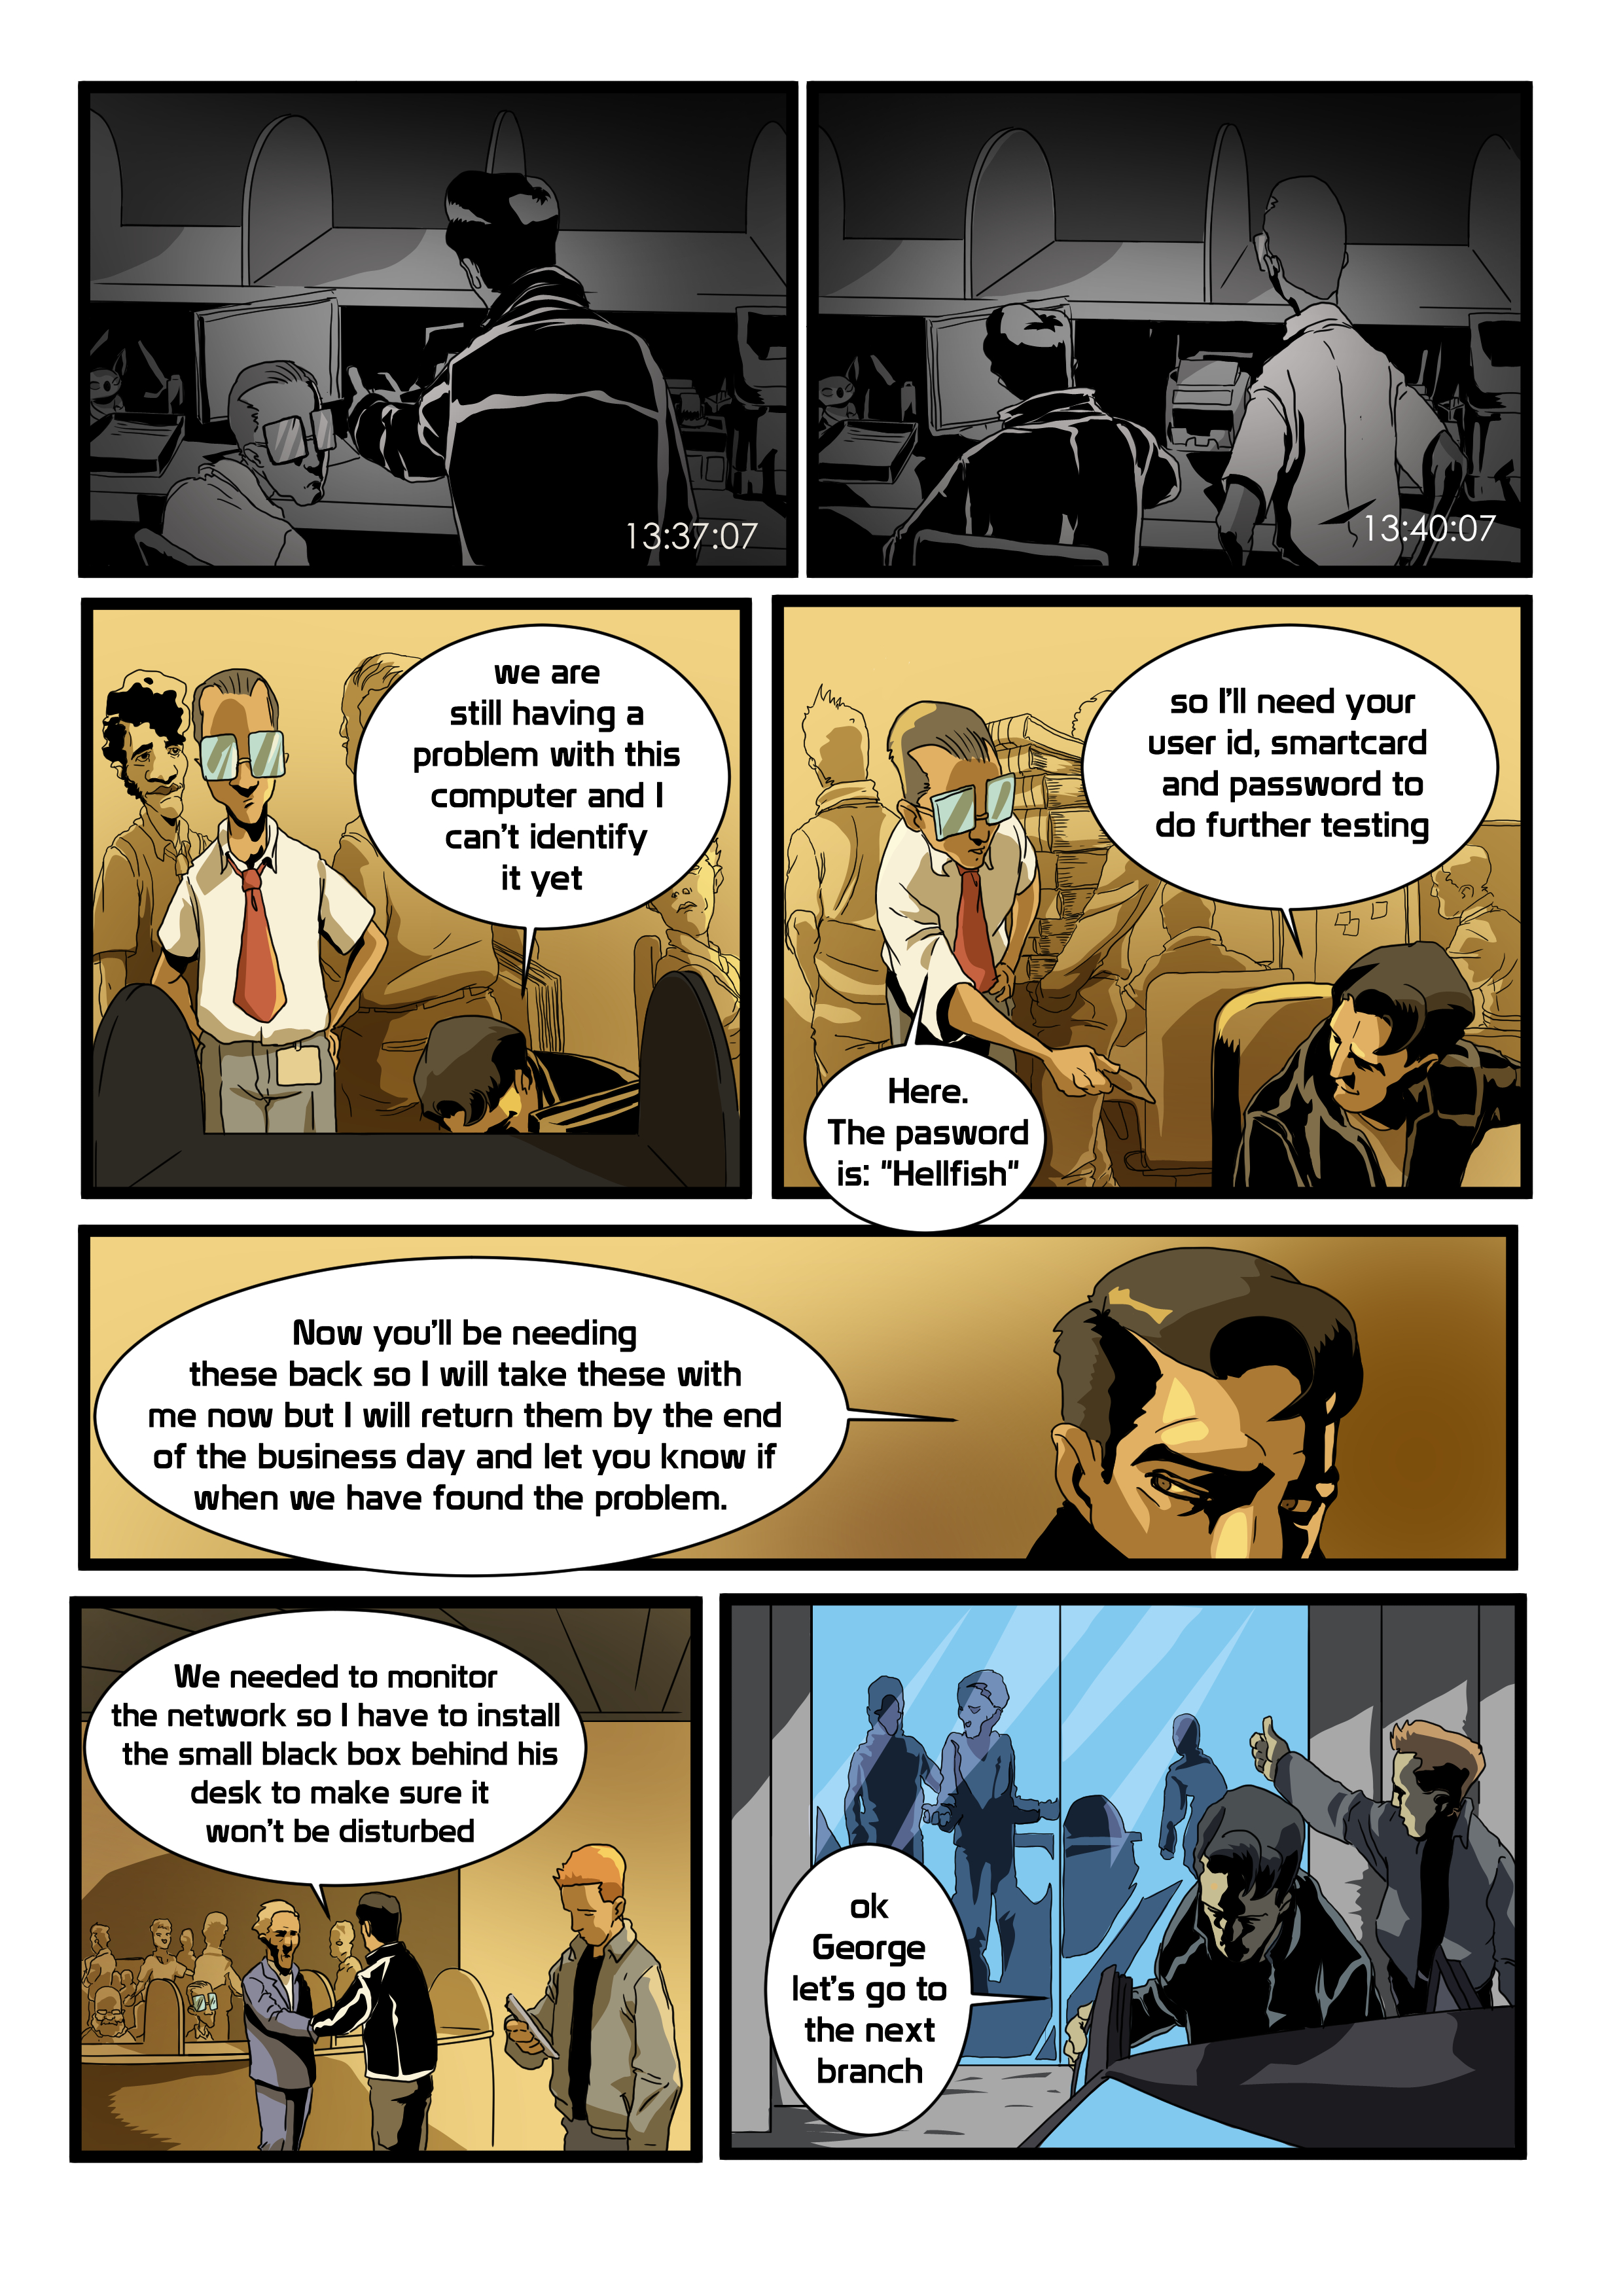 13:37:07
13:40:07
we are
still having a
problem with this
computer and I
can't identify
it yet
so I'll need your
user id, smartcard
and password to
do further testing
Here.
The pasword
is: "Hellfish"
Now you'll be needing
these back so I will take these with
me now but I will return them by the end
of the business day and let you know if
when we have found the problem.
We needed to monitor
the network so I have to install
the small black box behind his
desk to make sure it
won't be disturbed
ok
George
let's go to
the next
branch